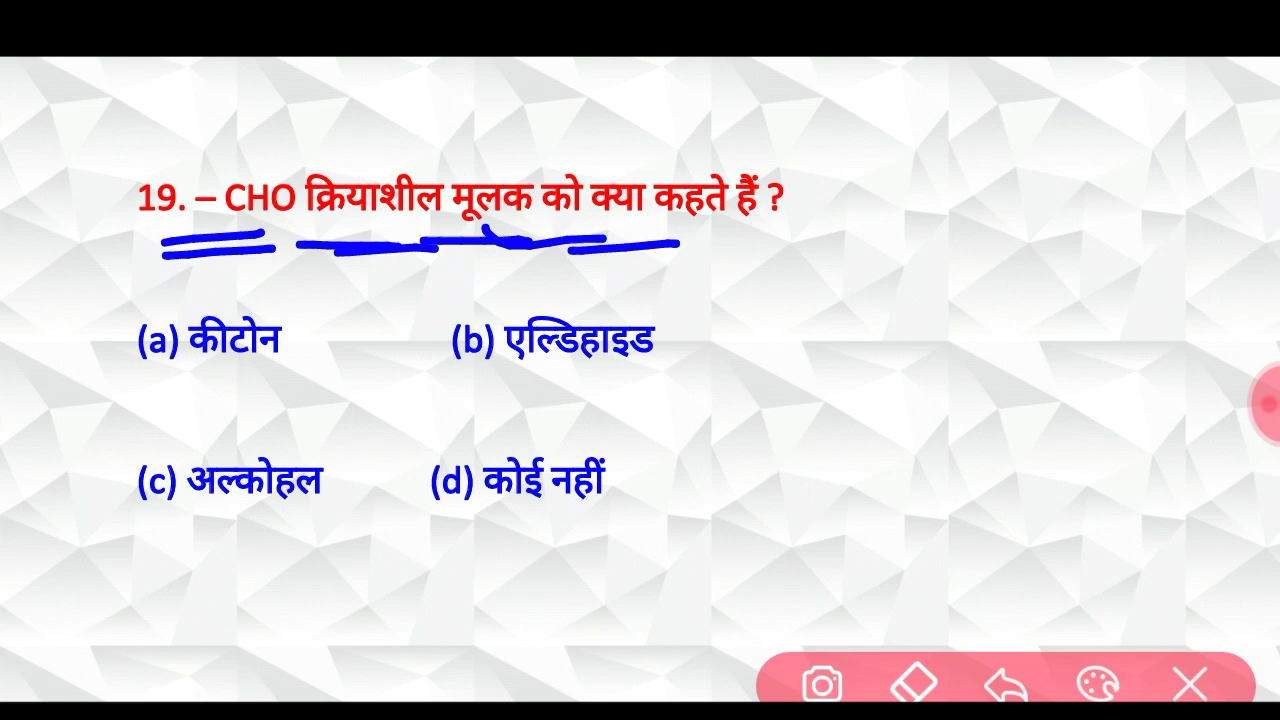 19. – CHO क्रियाशील मूलक को क्या कहते हैं ?
(a) कीटोन (b) एल्डिहाइड
(c) अल्कोहल (d) कोई नहीं